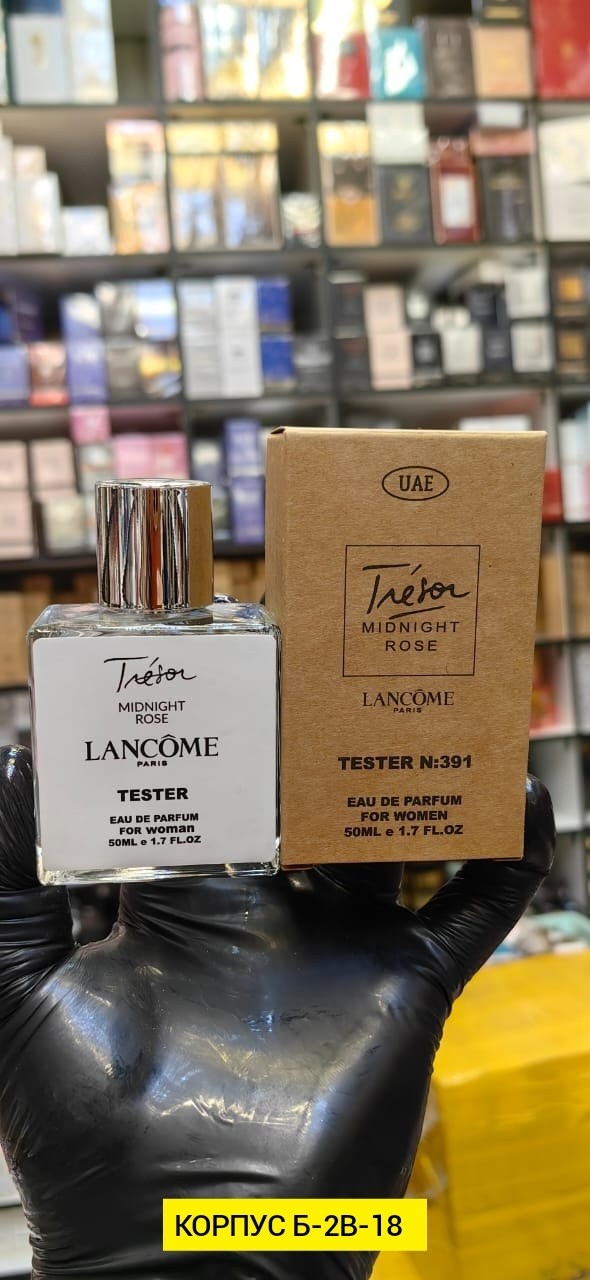 UAE
Trésor
MIDNIGHT
ROSE
LANCÔME
PARIS
TESTER N:391
EAU DE PARFUM
FOR WOMEN
50ML e 1.7 FL.OZ
Trésor
MIDNIGHT
ROSE
LANCÔME
PARIS
TESTER
EAU DE PARFUM
FOR woman
50ML e 1.7 FL.OZ
КОРПУС Б-2В-18